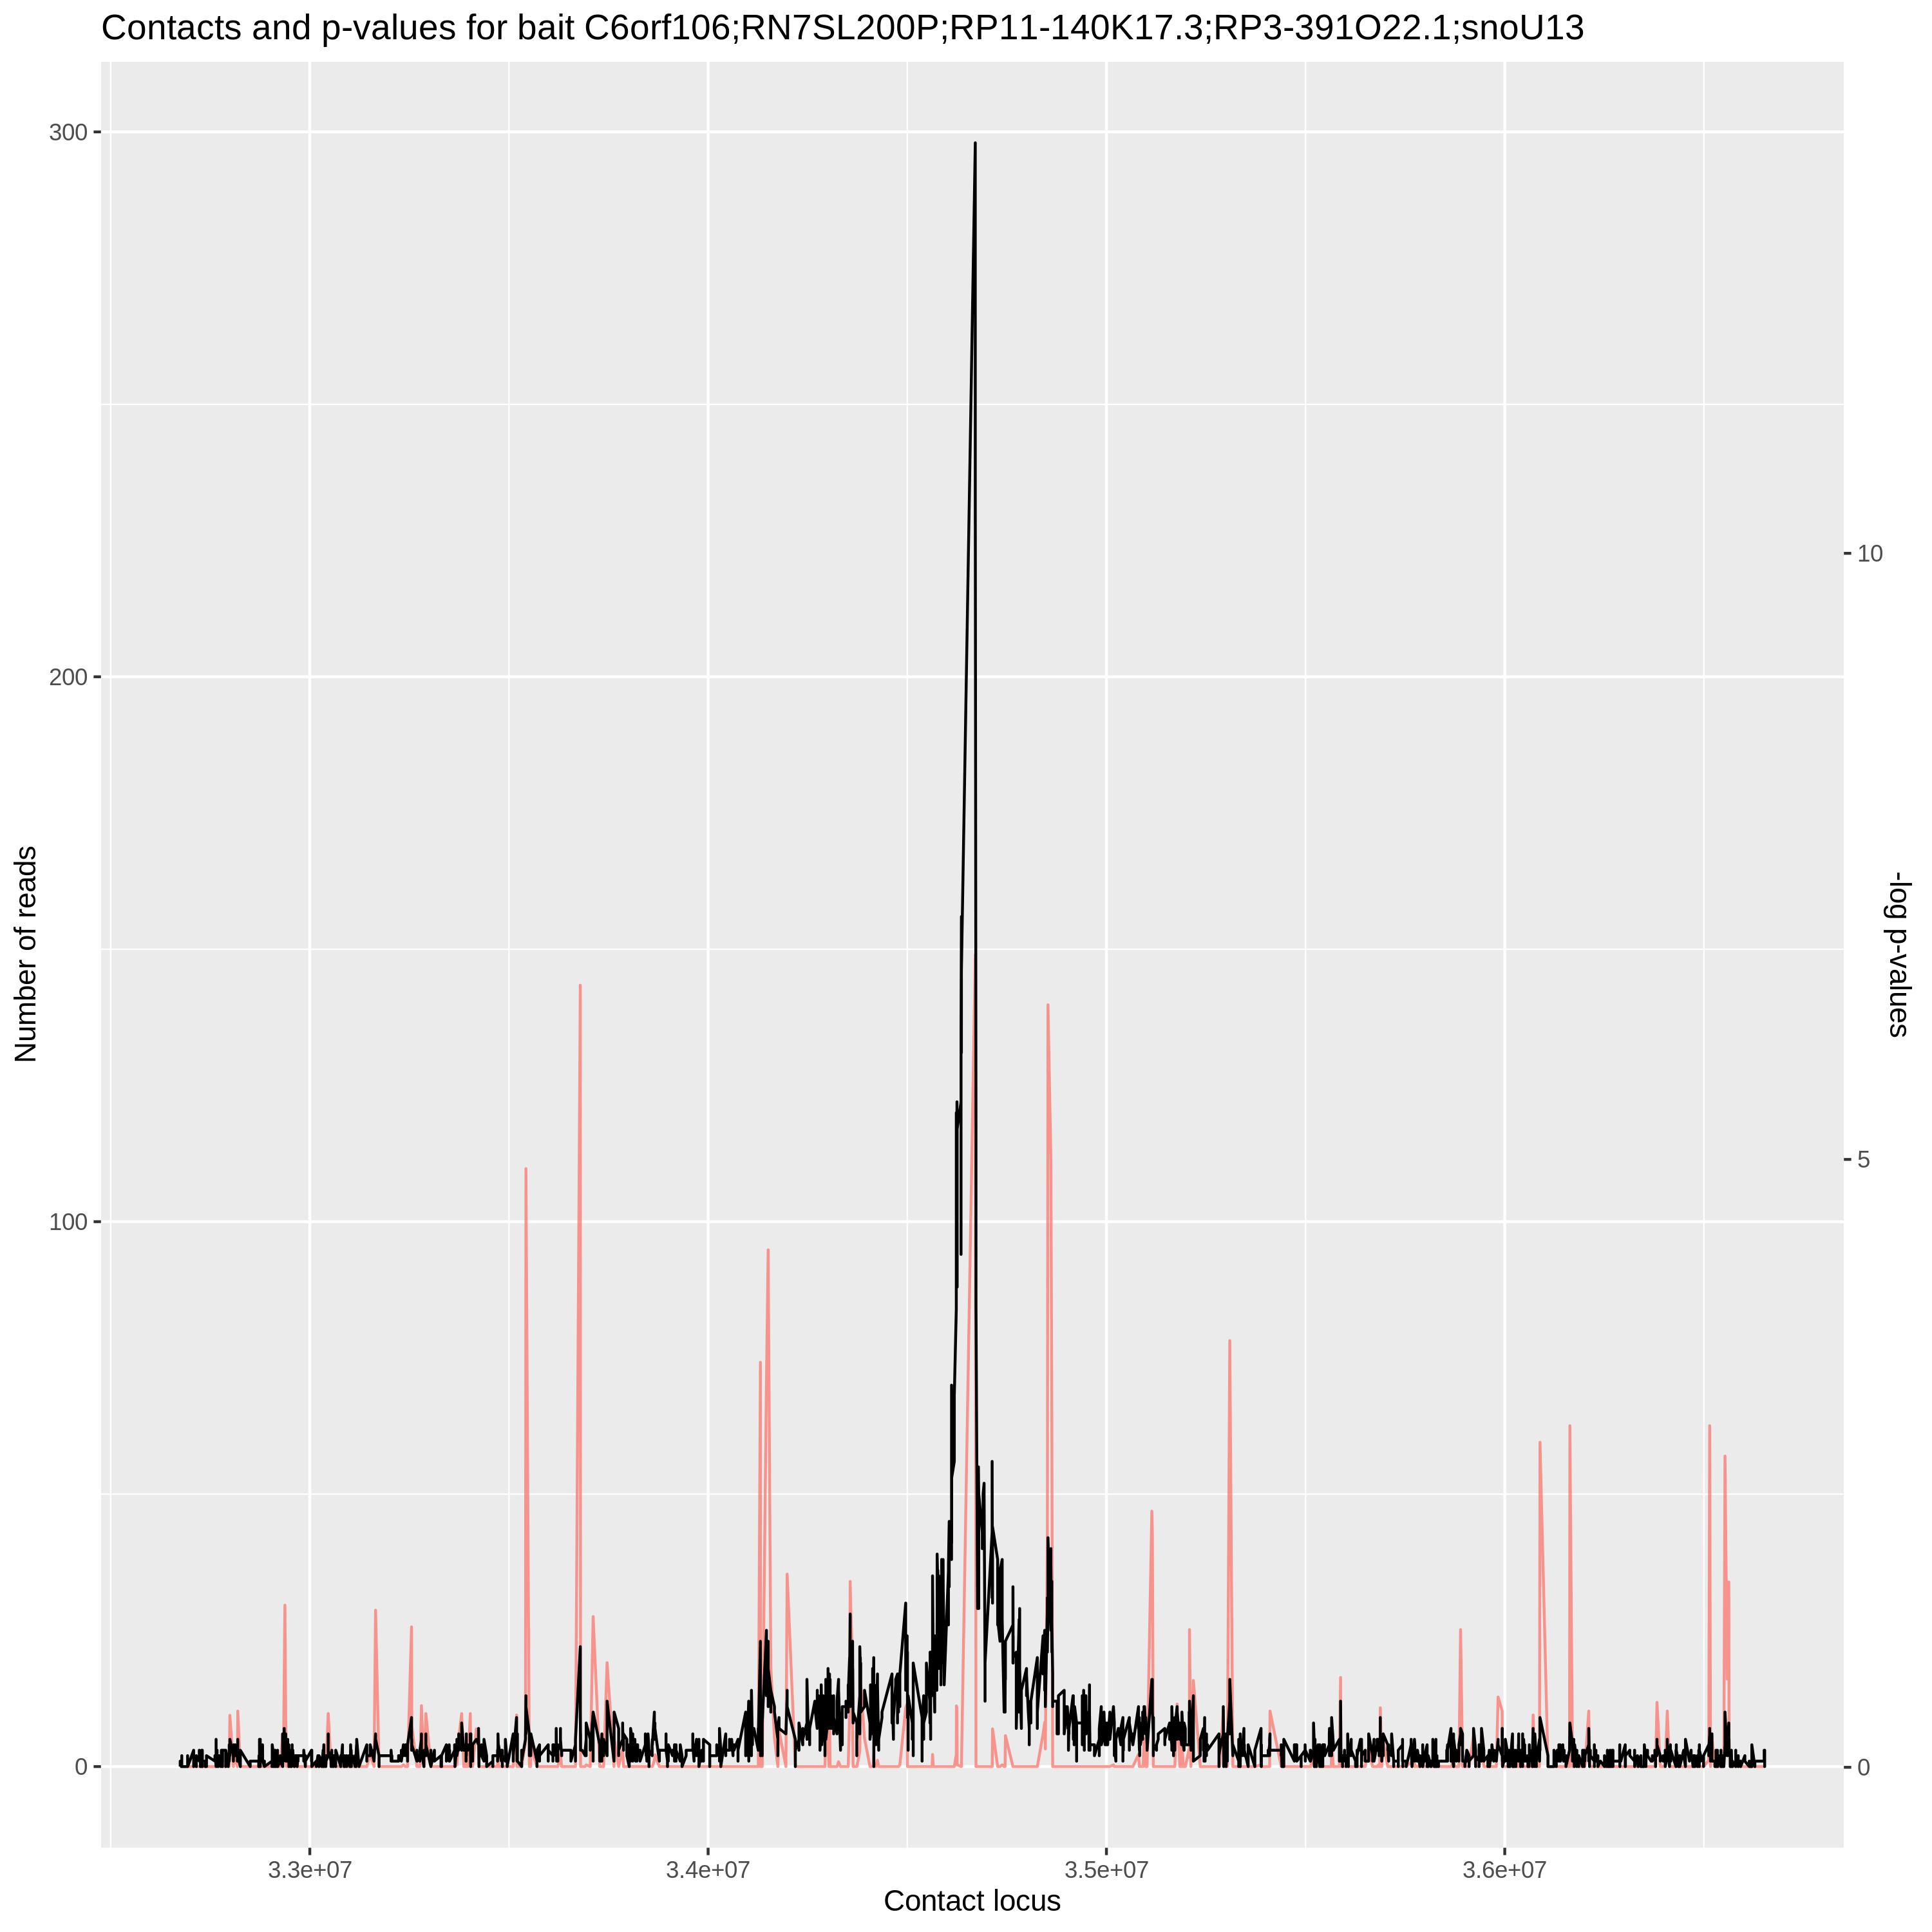 Contacts and p-values for bait C6orf106;RN7SL200P;RP11-140K17.3;RP3-391O22.1;snoU13
300
200
100
0
Number of reads
10
5
0
-log p-values
3.3e+07 3.4e+07 3.5e+07 3.6e+07
Contact locus